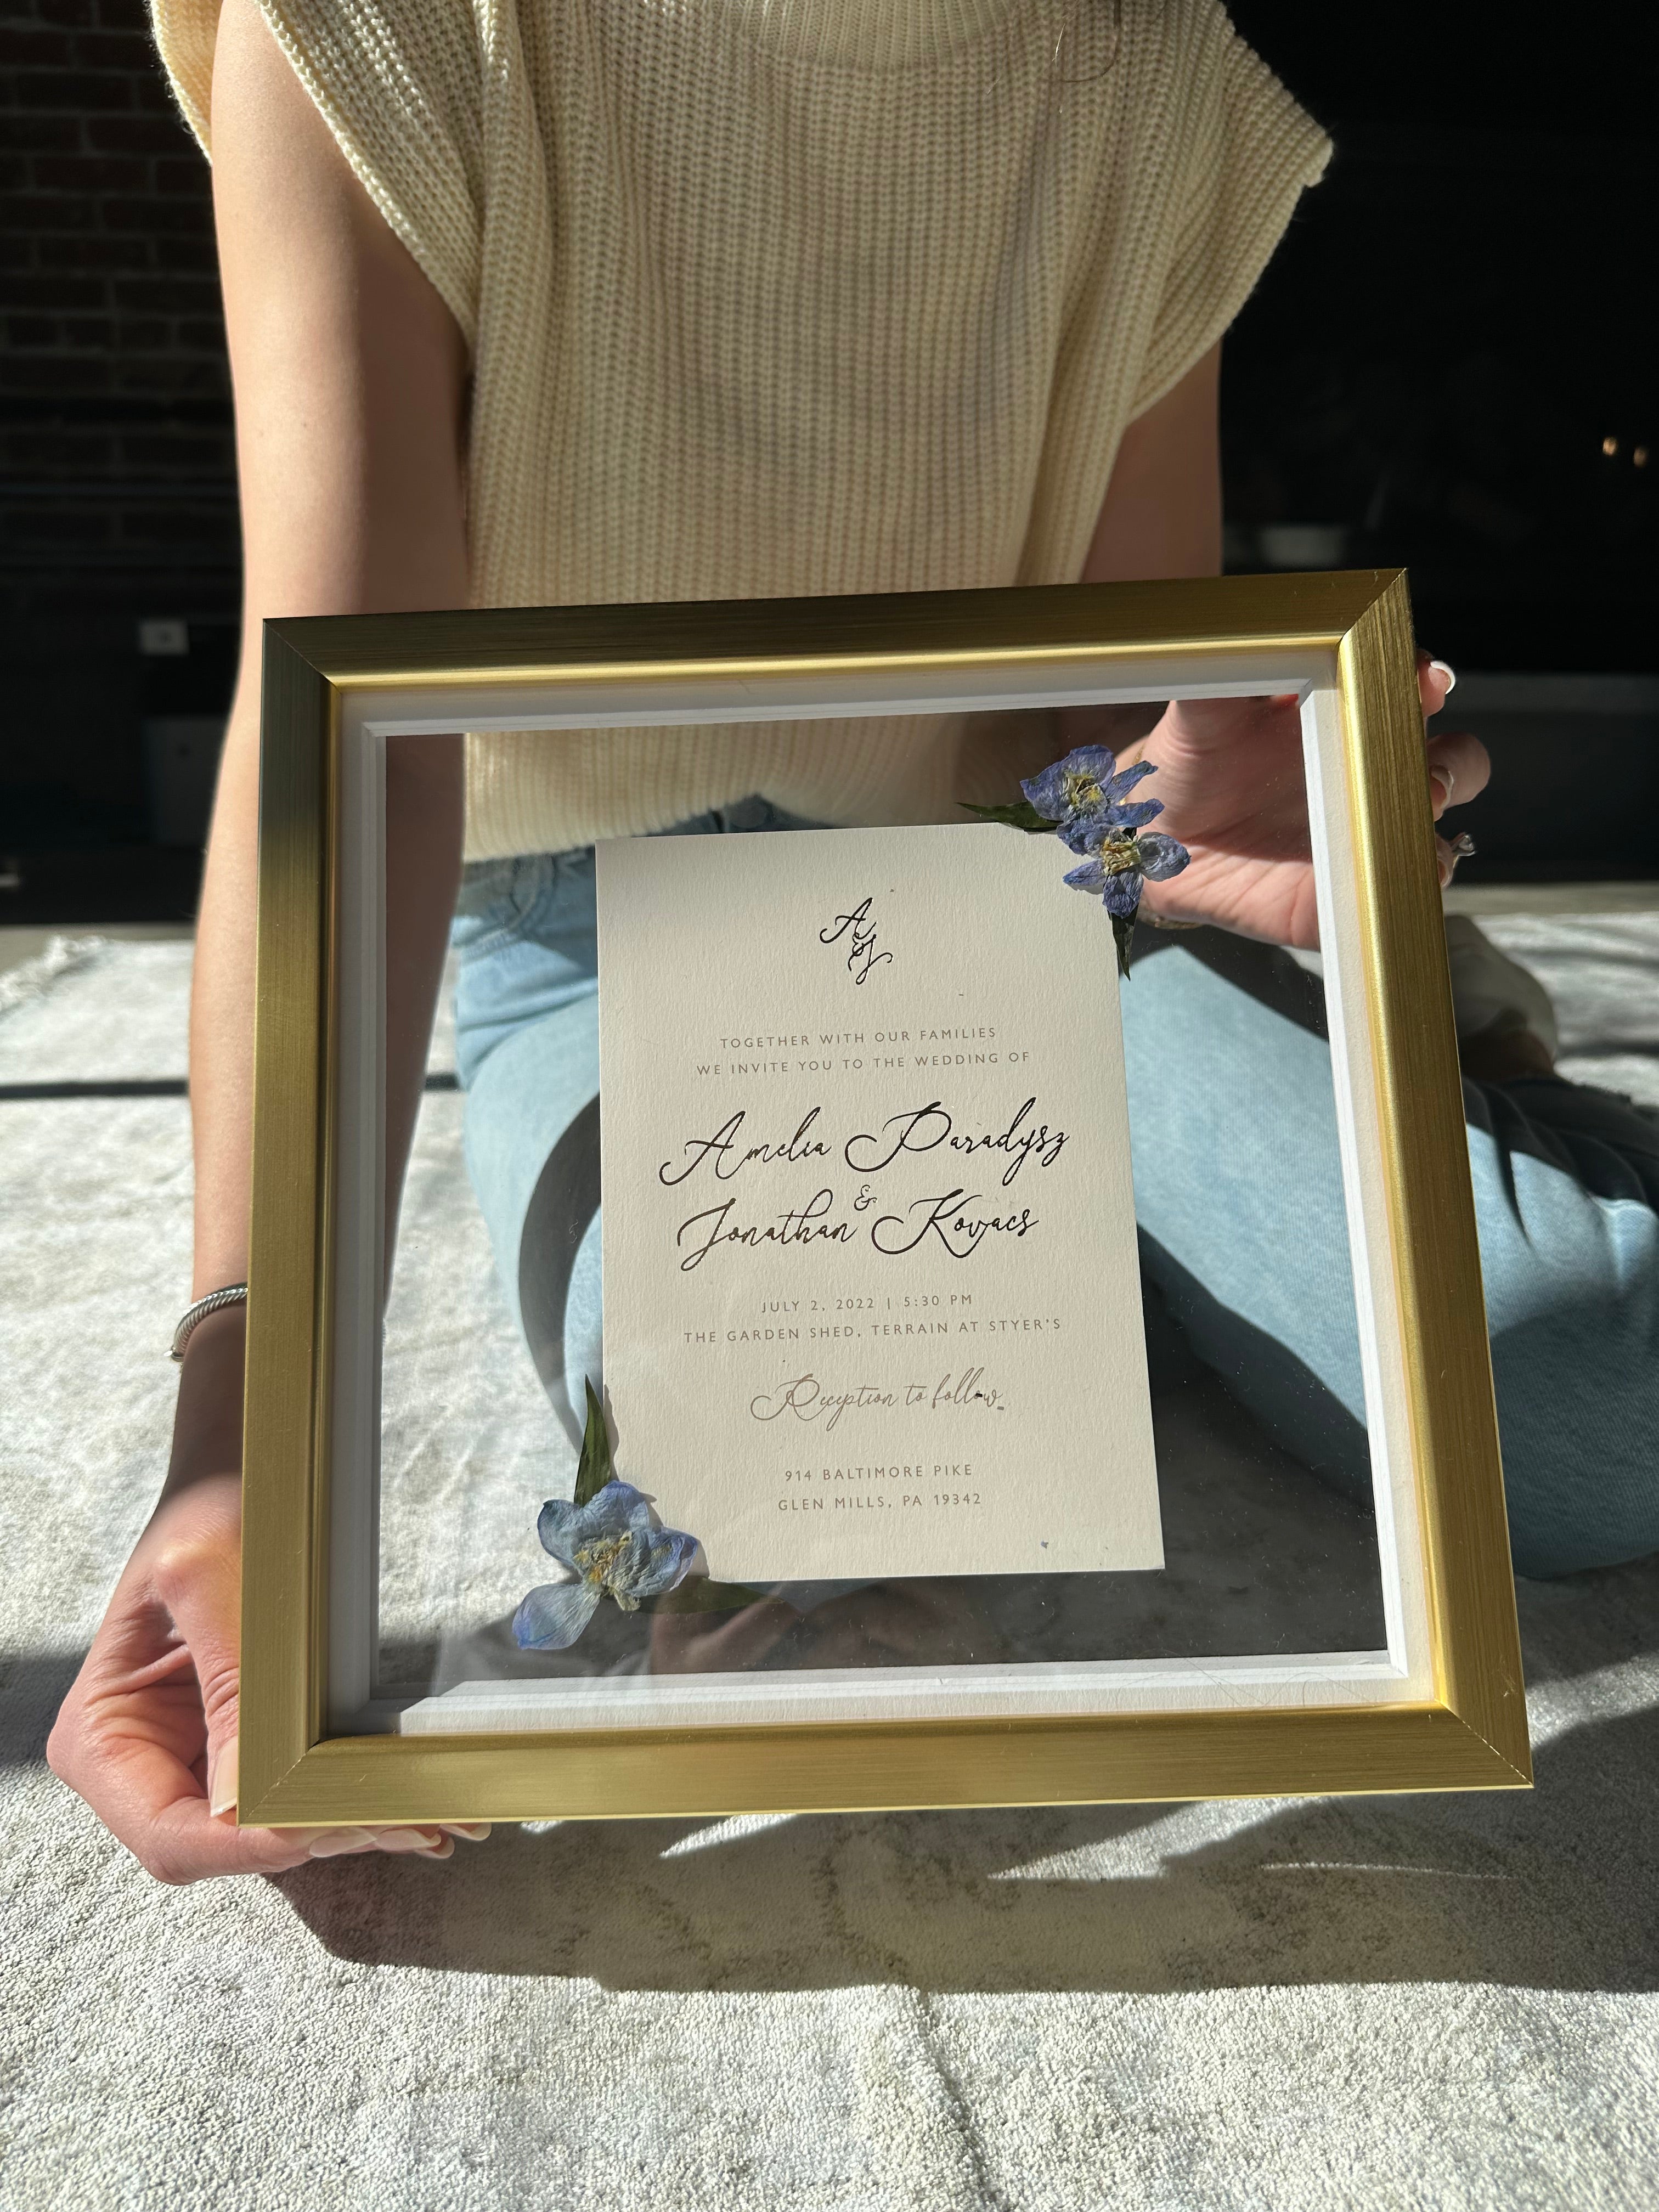 A
&
J
TOGETHER WITH OUR FAMILIES
WE INVITE YOU TO THE WEDDING OF
Amelia Paradysz
&
Jonathan Kovacs
JULY 2, 2022 | 5:30 PM
THE GARDEN SHED, TERRAIN AT STYER'S
Reception to follow
914 BALTIMORE PIKE
GLEN MILLS, PA 19342